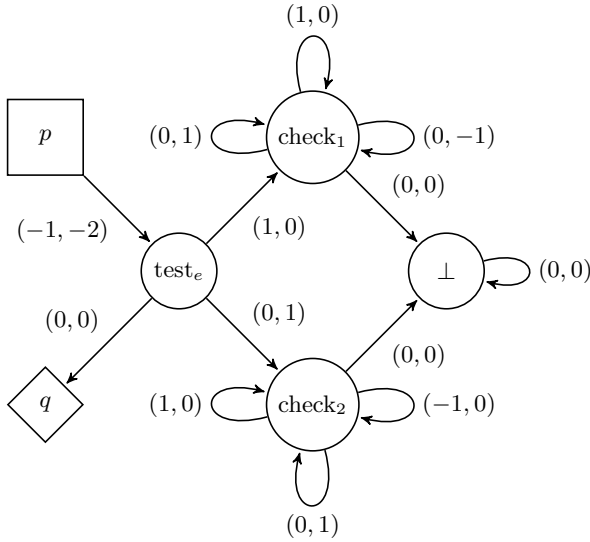 (1, 0)
p
(0, 1)
check₁
(0, −1)
(0, 0)
(−1, −2)
(1, 0)
testₑ
⊥
(0, 0)
(0, 0)
(0, 1)
(0, 0)
q
(1, 0)
check₂
(−1, 0)
(0, 1)